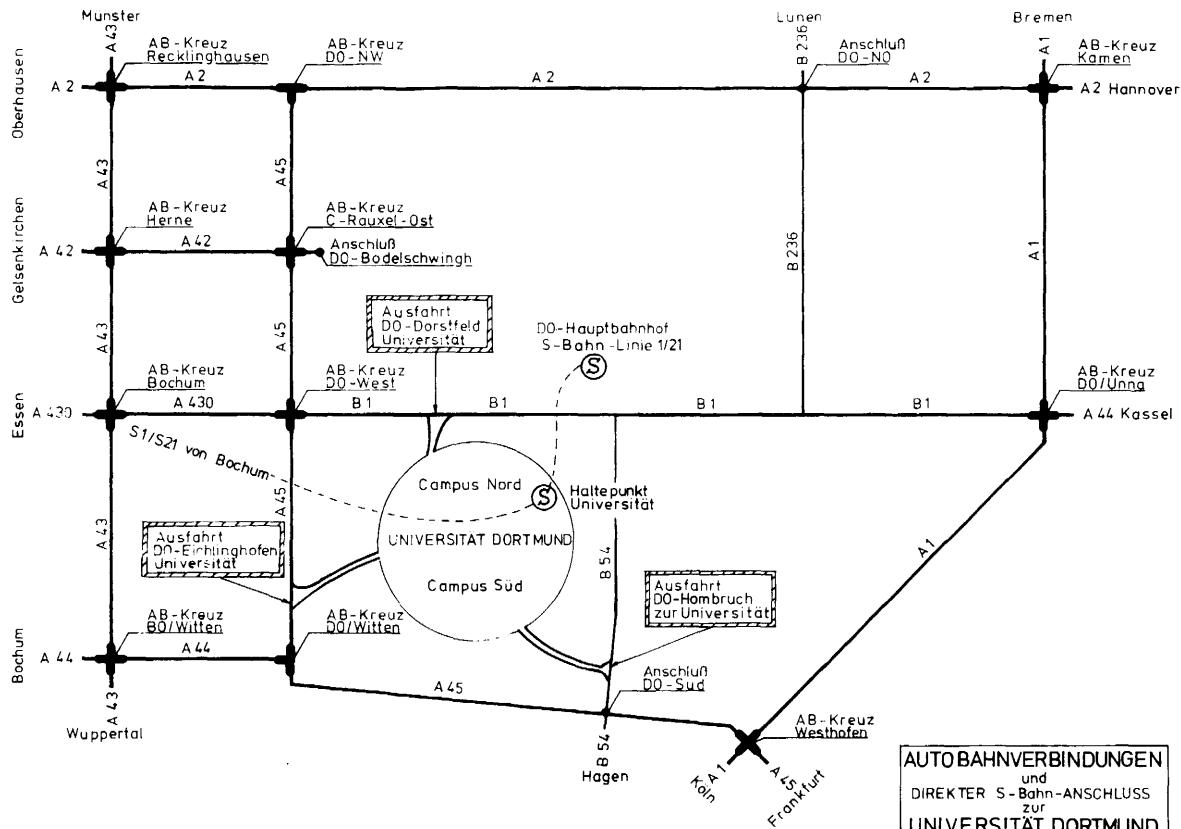 Münster
Lünen
Bremen
A 43
B 236
A 1
AB-Kreuz
Recklinghausen
AB-Kreuz
DO-NW
Anschluß
DO-NO
AB-Kreuz
Kamen
Oberhausen
A 2
A 2
A 2
A 2
A2 Hannover
A 43
A 45
B 236
A 1
Gelsenkirchen
AB-Kreuz
Herne
AB-Kreuz
C-Rauxel-Ost
A 42
A 42
Anschluß
DO-Bodelschwingh
A 43
A 45
Ausfahrt
DO-Dorstfeld
Universität
DO-Hauptbahnhof
S-Bahn-Linie 1/21
S
Essen
AB-Kreuz
Bochum
AB-Kreuz
DO-West
AB-Kreuz
DO/Unna
A 430
A 430
B 1
B 1
B 1
B 1
A 44 Kassel
S1/S21 von Bochum
A 43
A 45
Campus Nord
S
Haltepunkt
Universität
UNIVERSITÄT DORTMUND
Campus Süd
B 54
A 1
Ausfahrt
DO-Eichlinghofen
Universität
Ausfahrt
DO-Hombruch
zur Universität
Bochum
AB-Kreuz
BO/Witten
AB-Kreuz
DO/Witten
A 44
A 44
A 43
Wuppertal
A 45
Anschluß
DO-Süd
B 54
Hagen
AB-Kreuz
Westhofen
A 1
Köln
A 45
Frankfurt
AUTOBAHNVERBINDUNGEN
und
DIREKTER S-Bahn-ANSCHLUSS
zur
UNIVERSITÄT DORTMUND